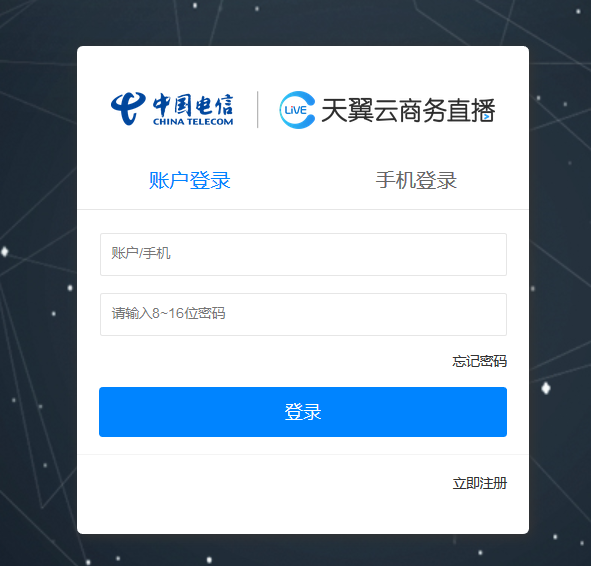 中国电信
CHINA TELECOM
LiVE
天翼云商务直播
账户登录
手机登录
账户/手机
请输入8~16位密码
忘记密码
登录
立即注册